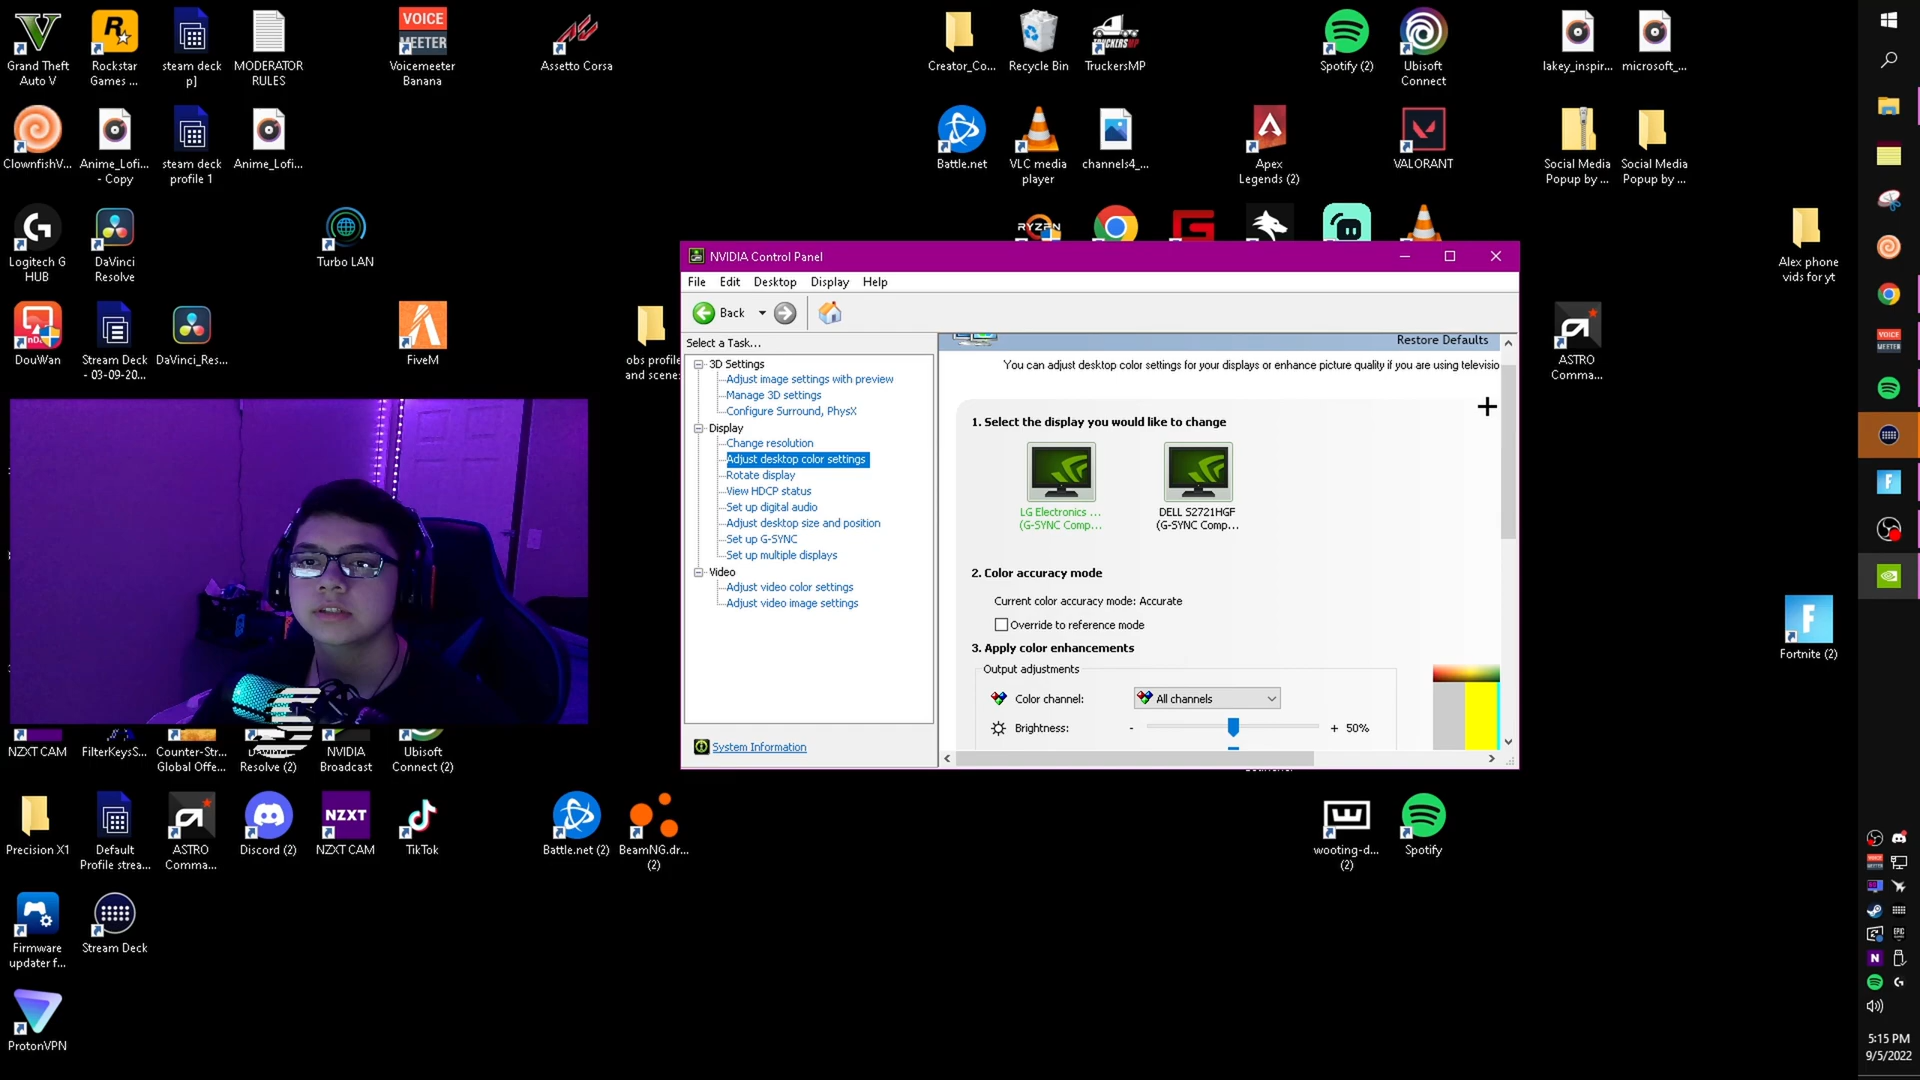 Grand Theft
Auto V
Rockstar
Games ...
steam deck
p]
MODERATOR
RULES
VOICE
MEETER
Voicemeeter
Banana
Assetto Corsa
Creator_Co...
Recycle Bin
TRUCKERSMP
TruckersMP
Spotify (2)
Ubisoft
Connect
lakey_inspir...
microsoft_...
ClownfishV...
Anime_Lofi...
- Copy
steam deck
profile 1
Anime_Lofi...
Battle.net
VLC media
player
channels4_...
Apex
Legends (2)
VALORANT
Social Media
Popup by ...
Social Media
Popup by ...
Logitech G
HUB
DaVinci
Resolve
Turbo LAN
RYZEN
Alex phone
vids for yt
DouWan
Stream Deck
- 03-09-20...
DaVinci_Res...
FiveM
obs profile
and scene
ASTRO
Comma...
NVIDIA Control Panel
File Edit Desktop Display Help
Back
Select a Task...
3D Settings
Adjust image settings with preview
Manage 3D settings
Configure Surround, PhysX
Display
Change resolution
Adjust desktop color settings
Rotate display
View HDCP status
Set up digital audio
Adjust desktop size and position
Set up G-SYNC
Set up multiple displays
Video
Adjust video color settings
Adjust video image settings
System Information
Restore Defaults
You can adjust desktop color settings for your displays or enhance picture quality if you are using televisio
1. Select the display you would like to change
LG Electronics ...
(G-SYNC Comp...
DELL S2721HGF
(G-SYNC Comp...
2. Color accuracy mode
Current color accuracy mode: Accurate
Override to reference mode
3. Apply color enhancements
Output adjustments
Color channel:
All channels
Brightness:
- + 50%
Fortnite (2)
NZXT CAM
FilterKeysS...
Counter-Str...
Global Offe...
DaVinci
Resolve (2)
NVIDIA
Broadcast
Ubisoft
Connect (2)
Precision X1
Default
Profile strea...
ASTRO
Comma...
Discord (2)
NZXT
NZXT CAM
TikTok
Battle.net (2)
BeamNG.dr...
(2)
wooting-d...
(2)
Spotify
Firmware
updater f...
Stream Deck
ProtonVPN
VOICE
MEETER
5:15 PM
9/5/2022